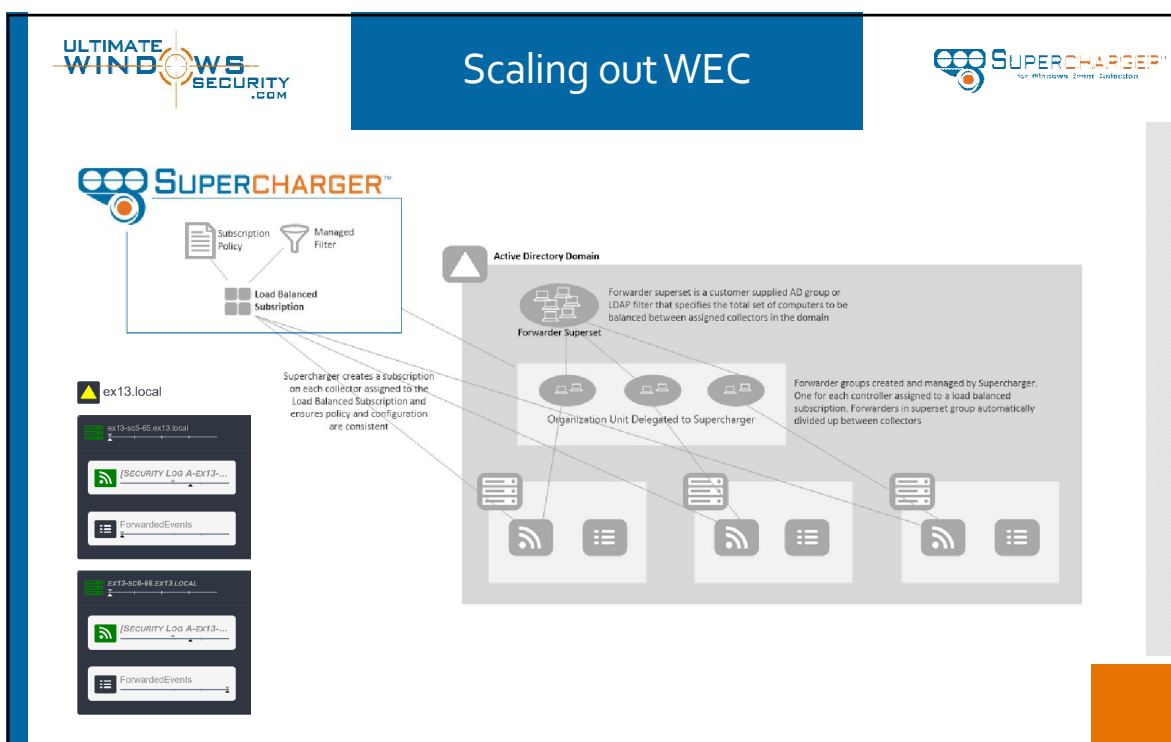 ULTIMATE
WINDOWS
SECURITY
.COM
Scaling out WEC
SUPERCHARGER™
for Windows Event Collection
SUPERCHARGER™
Subscription
Policy
Managed
Filter
Load Balanced
Subsription
Active Directory Domain
Forwarder superset is a customer supplied AD group or
LDAP filter that specifies the total set of computers to be
balanced between assigned collectors in the domain
Forwarder Superset
Supercharger creates a subscription
on each collector assigned to the
Load Balanced Subscription and
ensures policy and configuration
are consistent
Organization Unit Delegated to Supercharger
Forwarder groups created and managed by Supercharger.
One for each controller assigned to a load balanced
subscription. Forwarders in superset group automatically
divided up between collectors
ex13.local
ex13-sc5-65.ex13.local
[SECURITY LOG A-EX13-...
ForwardedEvents
EX13-SC6-66.EX13.LOCAL
[SECURITY LOG A-EX13-...
ForwardedEvents